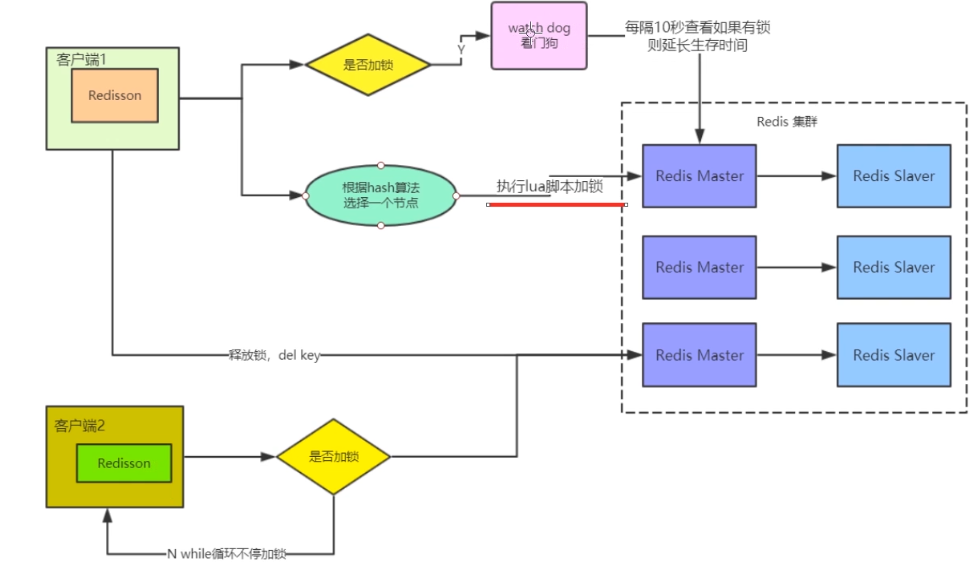 客户端1
Redisson
是否加锁
Y
watch dog
看门狗
每隔10秒查看如果有锁
则延长生存时间
Redis 集群
根据hash算法
选择一个节点
执行lua脚本加锁
Redis Master
Redis Slaver
Redis Master
Redis Slaver
释放锁，del key
Redis Master
Redis Slaver
客户端2
Redisson
是否加锁
N while循环不停加锁